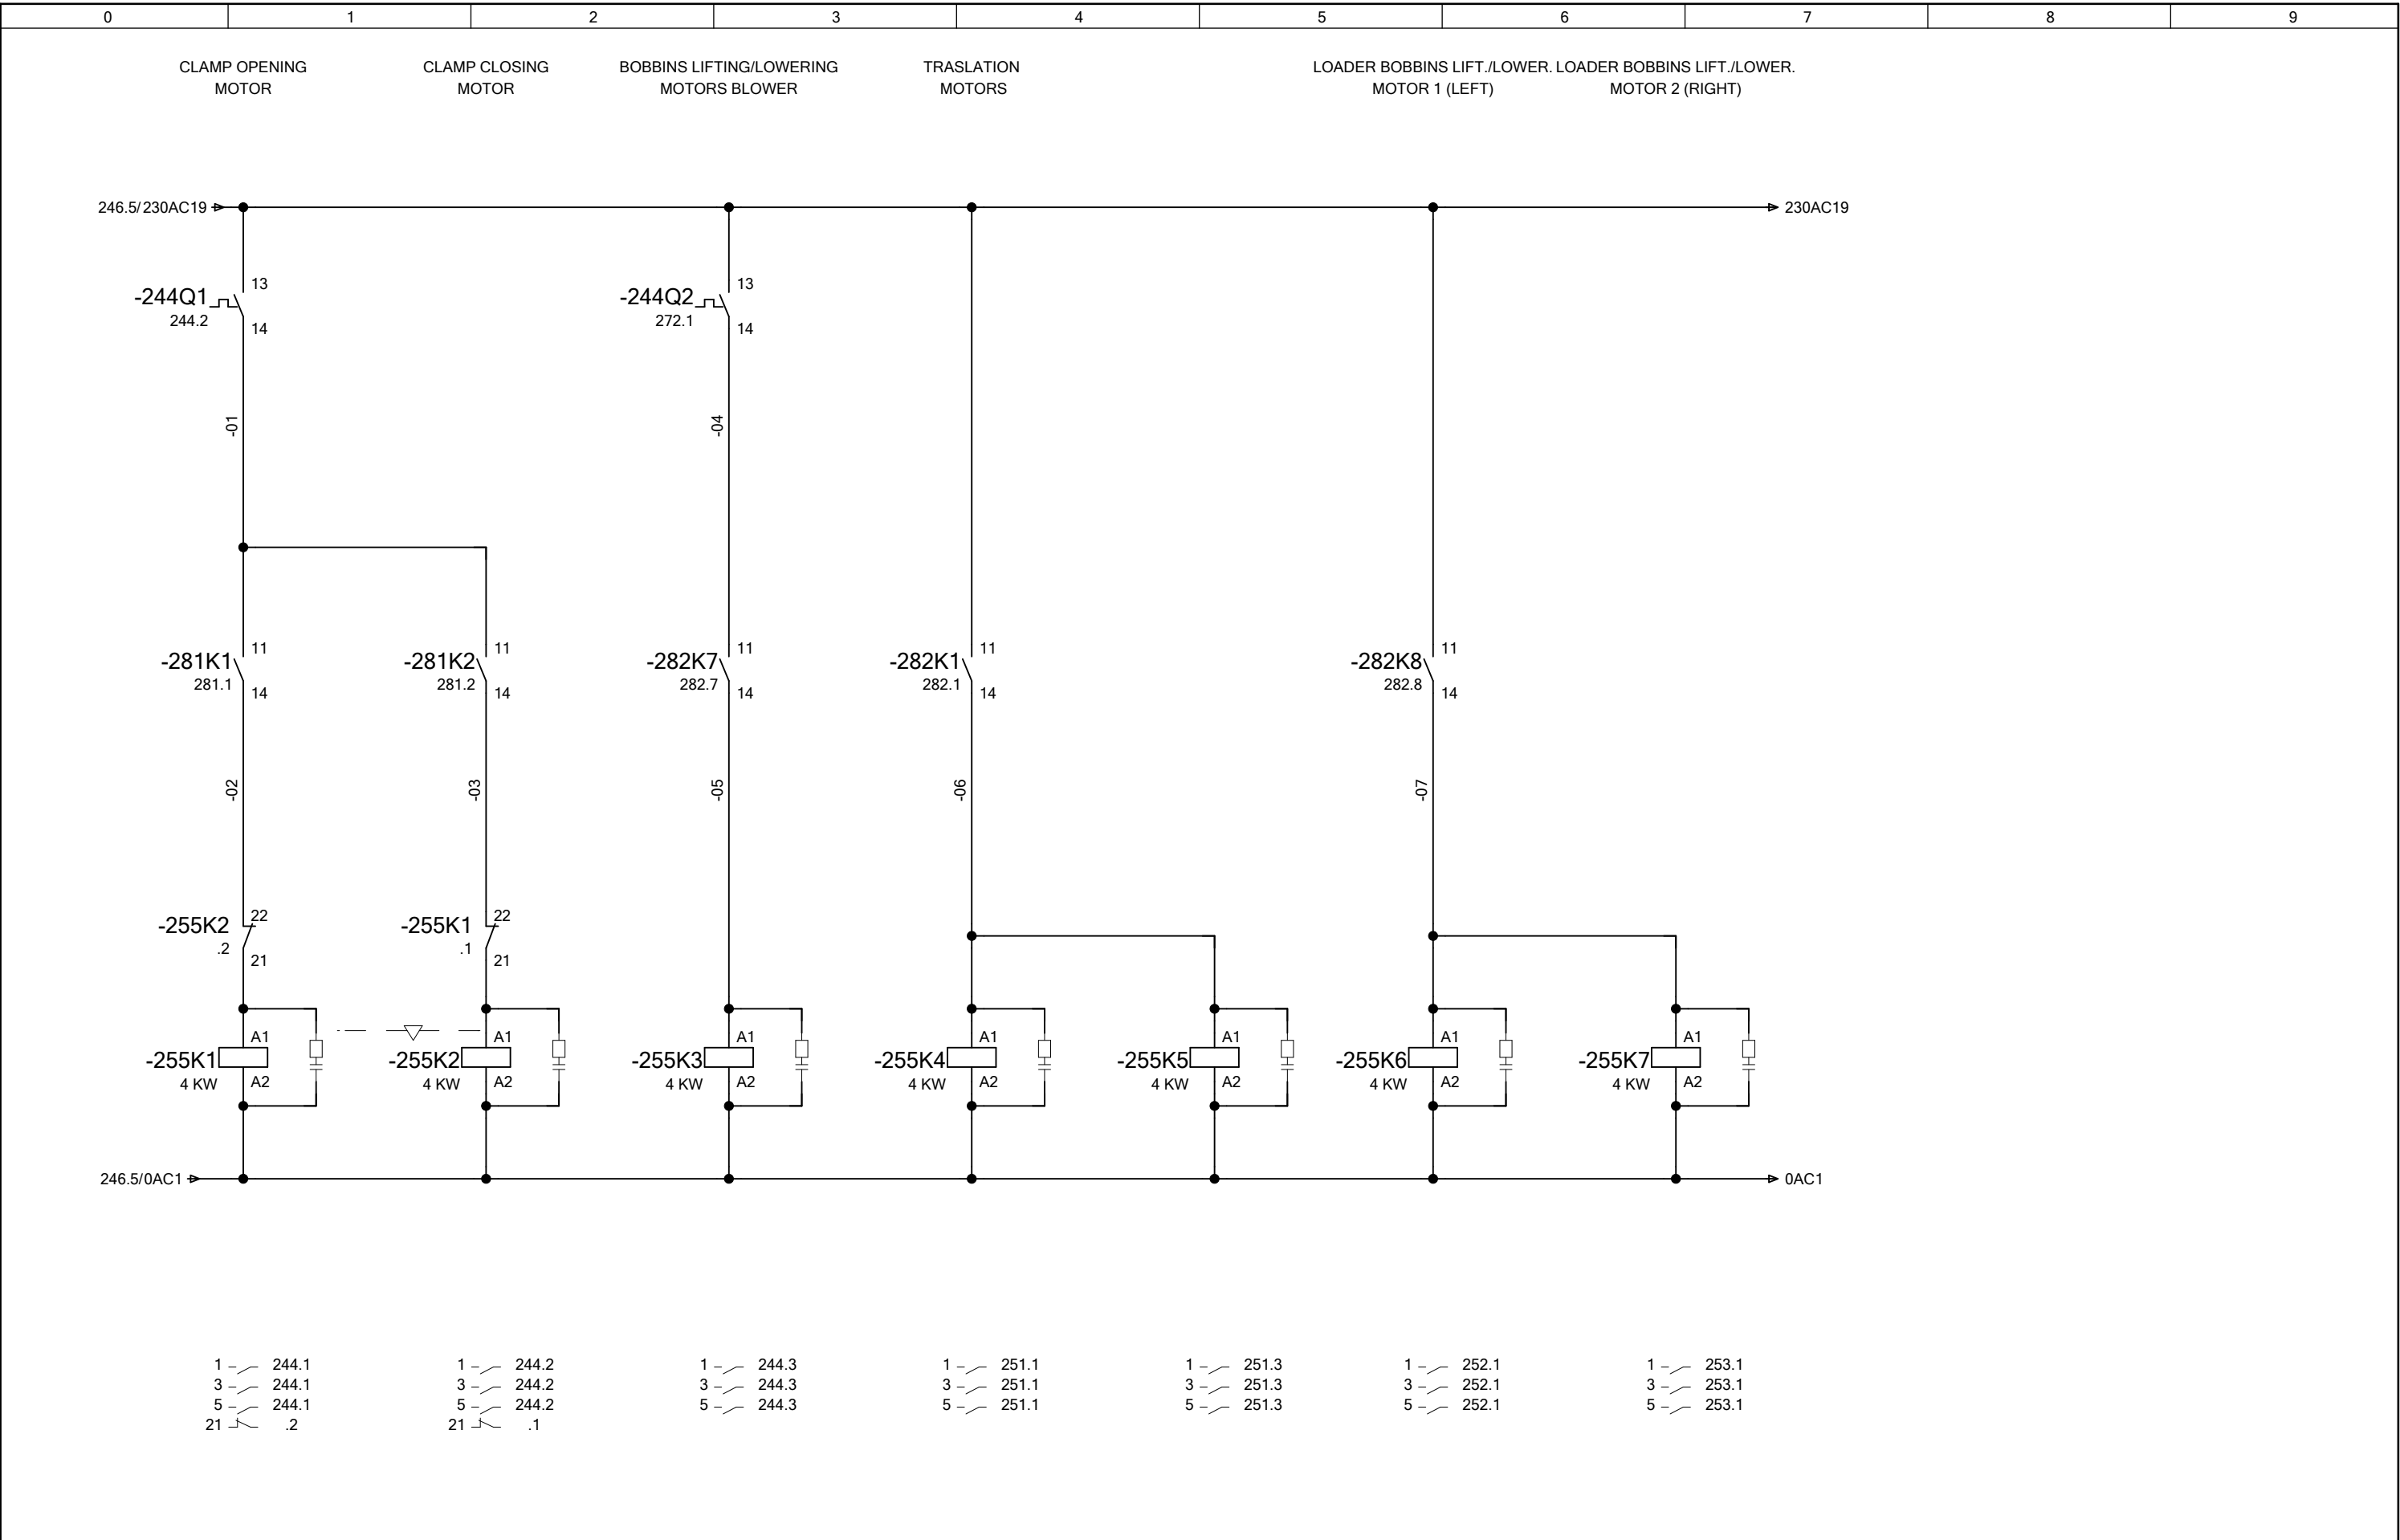 0 1 2 3 4 5 6 7 8 9
CLAMP OPENING
MOTOR
CLAMP CLOSING
MOTOR
BOBBINS LIFTING/LOWERING
MOTORS BLOWER
TRASLATION
MOTORS
LOADER BOBBINS LIFT./LOWER.
MOTOR 1 (LEFT)
LOADER BOBBINS LIFT./LOWER.
MOTOR 2 (RIGHT)
246.5/230AC19
230AC19
13
-244Q1
244.2
14
13
-244Q2
272.1
14
-01
-04
11
-281K1
281.1
14
11
-281K2
281.2
14
11
-282K7
282.7
14
11
-282K1
282.1
14
11
-282K8
282.8
14
-02
-03
-05
-06
-07
22
-255K2
.2
21
22
-255K1
.1
21
A1
-255K1
4 KW
A2
A1
-255K2
4 KW
A2
A1
-255K3
4 KW
A2
A1
-255K4
4 KW
A2
A1
-255K5
4 KW
A2
A1
-255K6
4 KW
A2
A1
-255K7
4 KW
A2
246.5/0AC1
0AC1
1 244.1
3 244.1
5 244.1
21 .2
1 244.2
3 244.2
5 244.2
21 .1
1 244.3
3 244.3
5 244.3
1 251.1
3 251.1
5 251.1
1 251.3
3 251.3
5 251.3
1 252.1
3 252.1
5 252.1
1 253.1
3 253.1
5 253.1